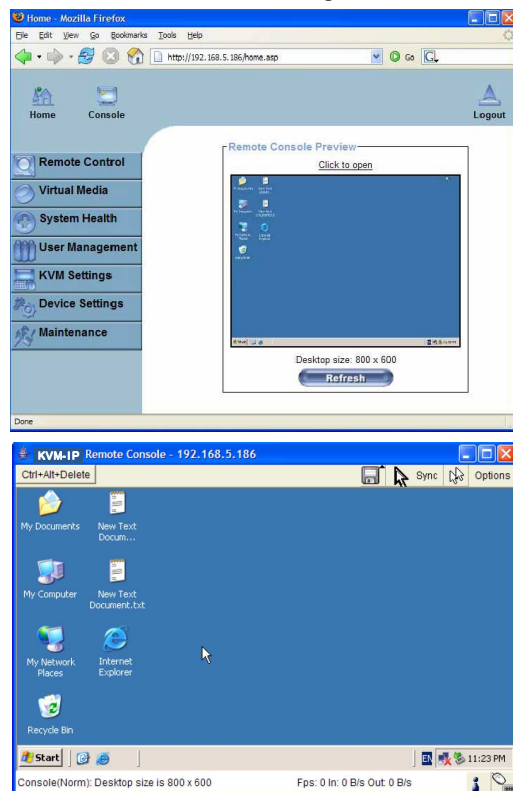 Home - Mozilla Firefox
File Edit View Go Bookmarks Tools Help
http://192.168.5.186/home.asp Go G.
Home Console Logout
Remote Control
Virtual Media
System Health
User Management
KVM Settings
Device Settings
Maintenance
Remote Console Preview
Click to open
Start
Desktop size: 800 x 600
Refresh
Done
KVM-IP Remote Console - 192.168.5.186
Ctrl+Alt+Delete Sync Options
My Documents New Text Docum...
My Computer New Text Document.txt
My Network Places Internet Explorer
Recycle Bin
Start EN 11:23 PM
Console(Norm): Desktop size is 800 x 600 Fps: 0 In: 0 B/s Out: 0 B/s